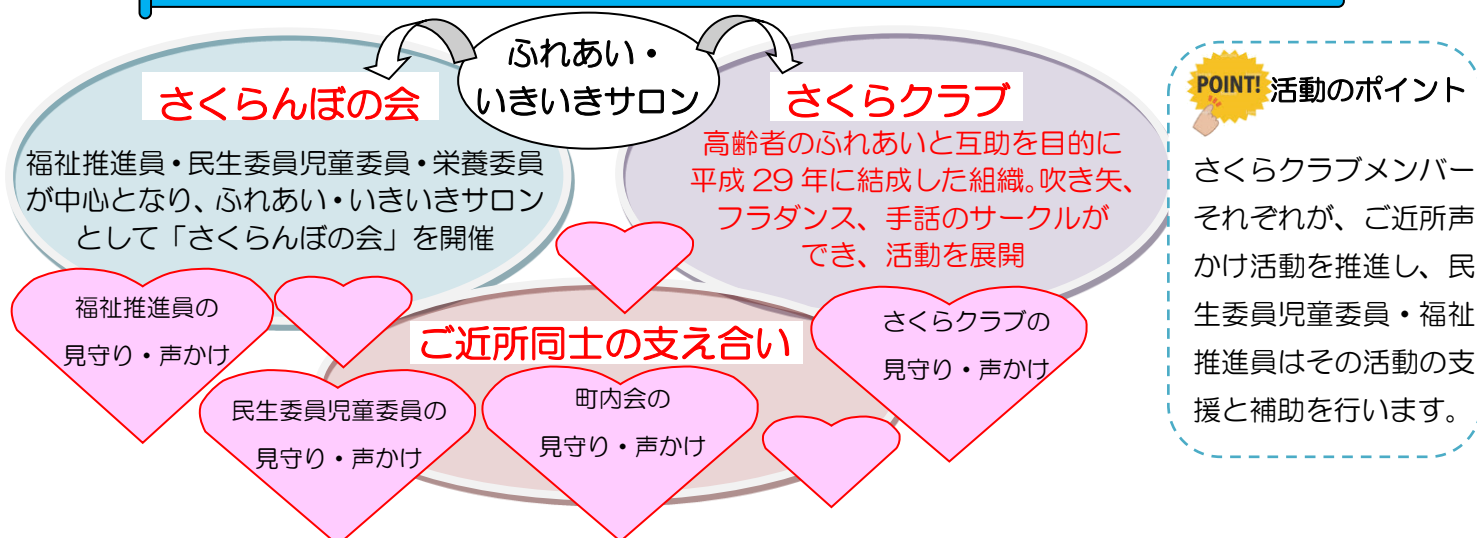 ふれあい・
いきいきサロン
さくらんぼの会
福祉推進員・民生委員児童委員・栄養委員
が中心となり、ふれあい・いきいきサロン
として「さくらんぼの会」を開催
さくらクラブ
高齢者のふれあいと互助を目的に
平成 29 年に結成した組織。吹き矢、
フラダンス、手話のサークルが
でき、活動を展開
ご近所同士の支え合い
福祉推進員の
見守り・声かけ
民生委員児童委員の
見守り・声かけ
町内会の
見守り・声かけ
さくらクラブの
見守り・声かけ
POINT! 活動のポイント
さくらクラブメンバー
それぞれが、ご近所声
かけ活動を推進し、民
生委員児童委員・福祉
推進員はその活動の支
援と補助を行います。